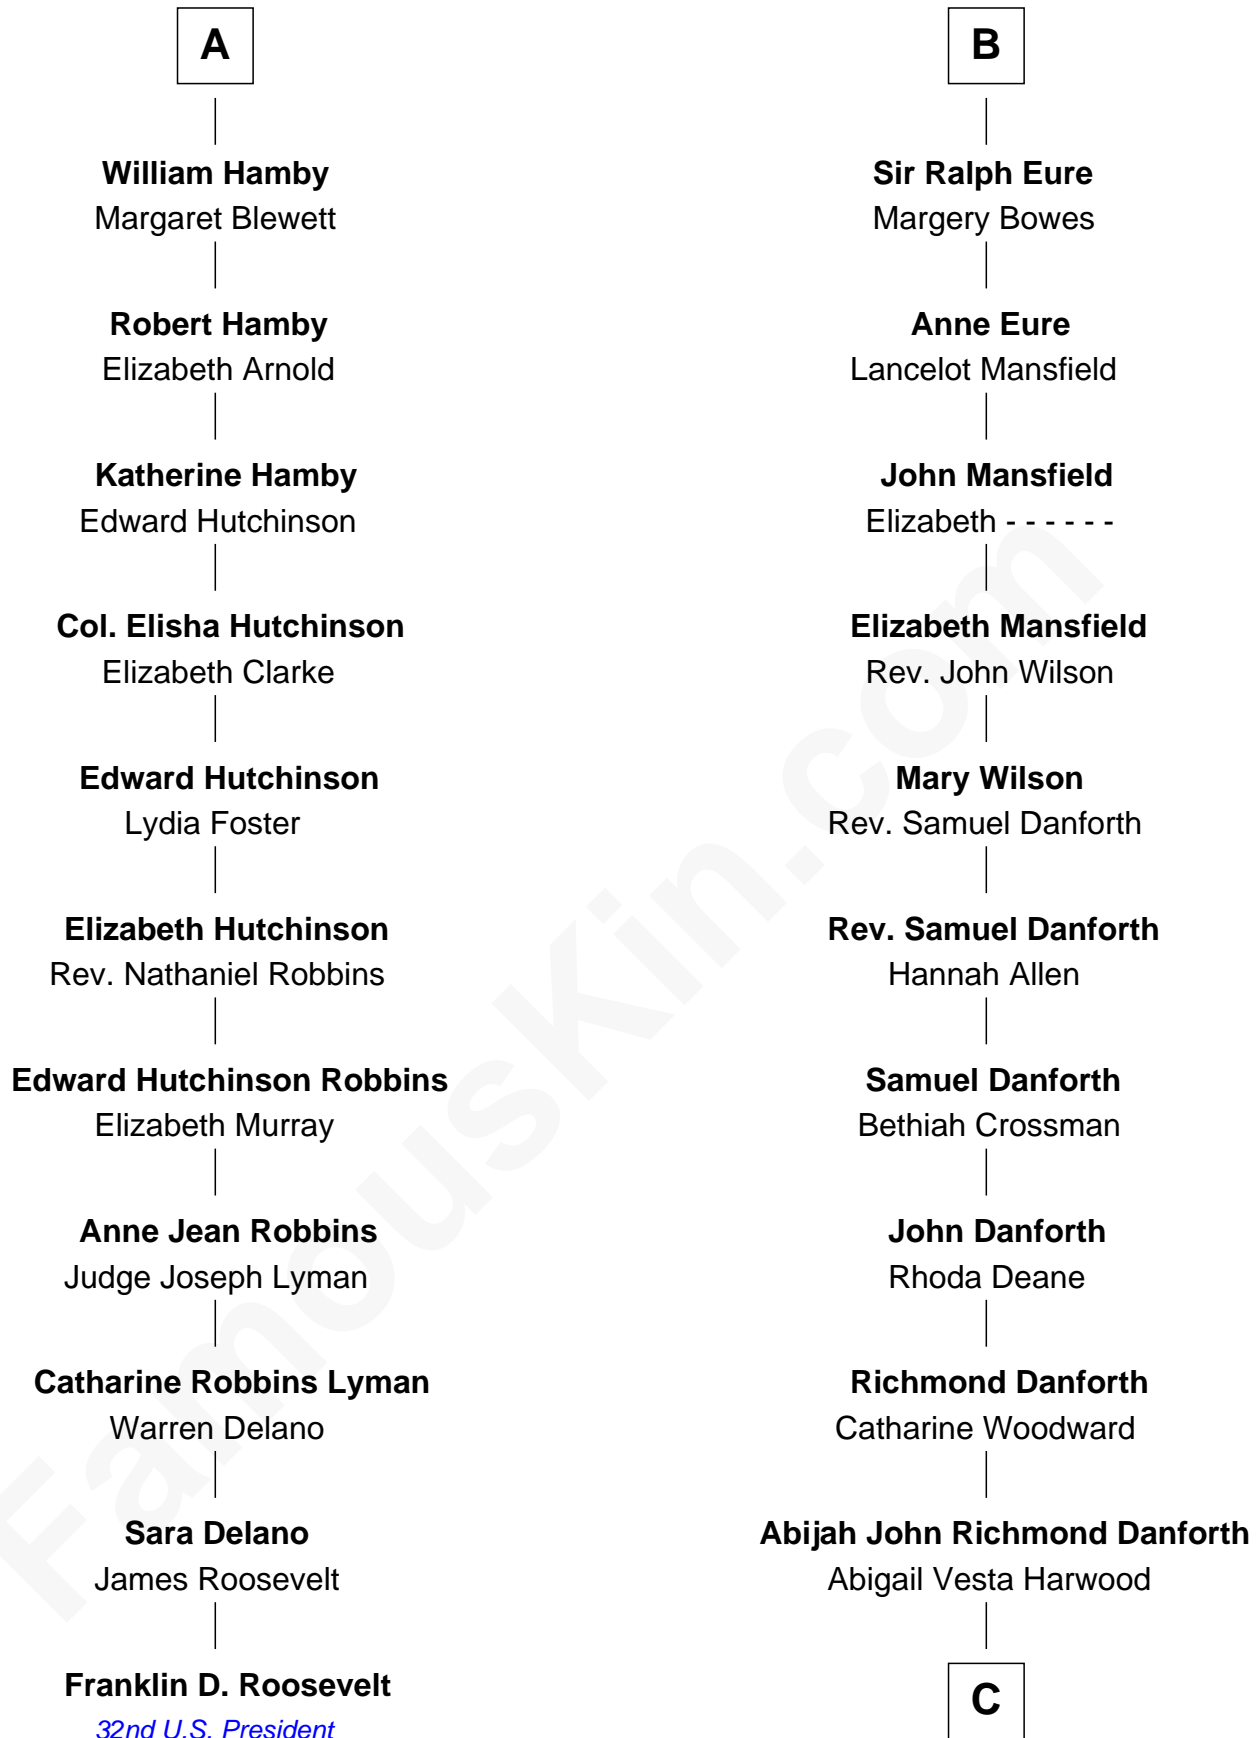 A
William Hamby
Margaret Blewett
Robert Hamby
Elizabeth Arnold
Katherine Hamby
Edward Hutchinson
Col. Elisha Hutchinson
Elizabeth Clarke
Edward Hutchinson
Lydia Foster
Elizabeth Hutchinson
Rev. Nathaniel Robbins
Edward Hutchinson Robbins
Elizabeth Murray
Anne Jean Robbins
Judge Joseph Lyman
Catharine Robbins Lyman
Warren Delano
Sara Delano
James Roosevelt
Franklin D. Roosevelt
32nd U.S. President
B
Sir Ralph Eure
Margery Bowes
Anne Eure
Lancelot Mansfield
John Mansfield
Elizabeth - - - - - -
Elizabeth Mansfield
Rev. John Wilson
Mary Wilson
Rev. Samuel Danforth
Rev. Samuel Danforth
Hannah Allen
Samuel Danforth
Bethiah Crossman
John Danforth
Rhoda Deane
Richmond Danforth
Catharine Woodward
Abijah John Richmond Danforth
Abigail Vesta Harwood
C
FamousKin.com